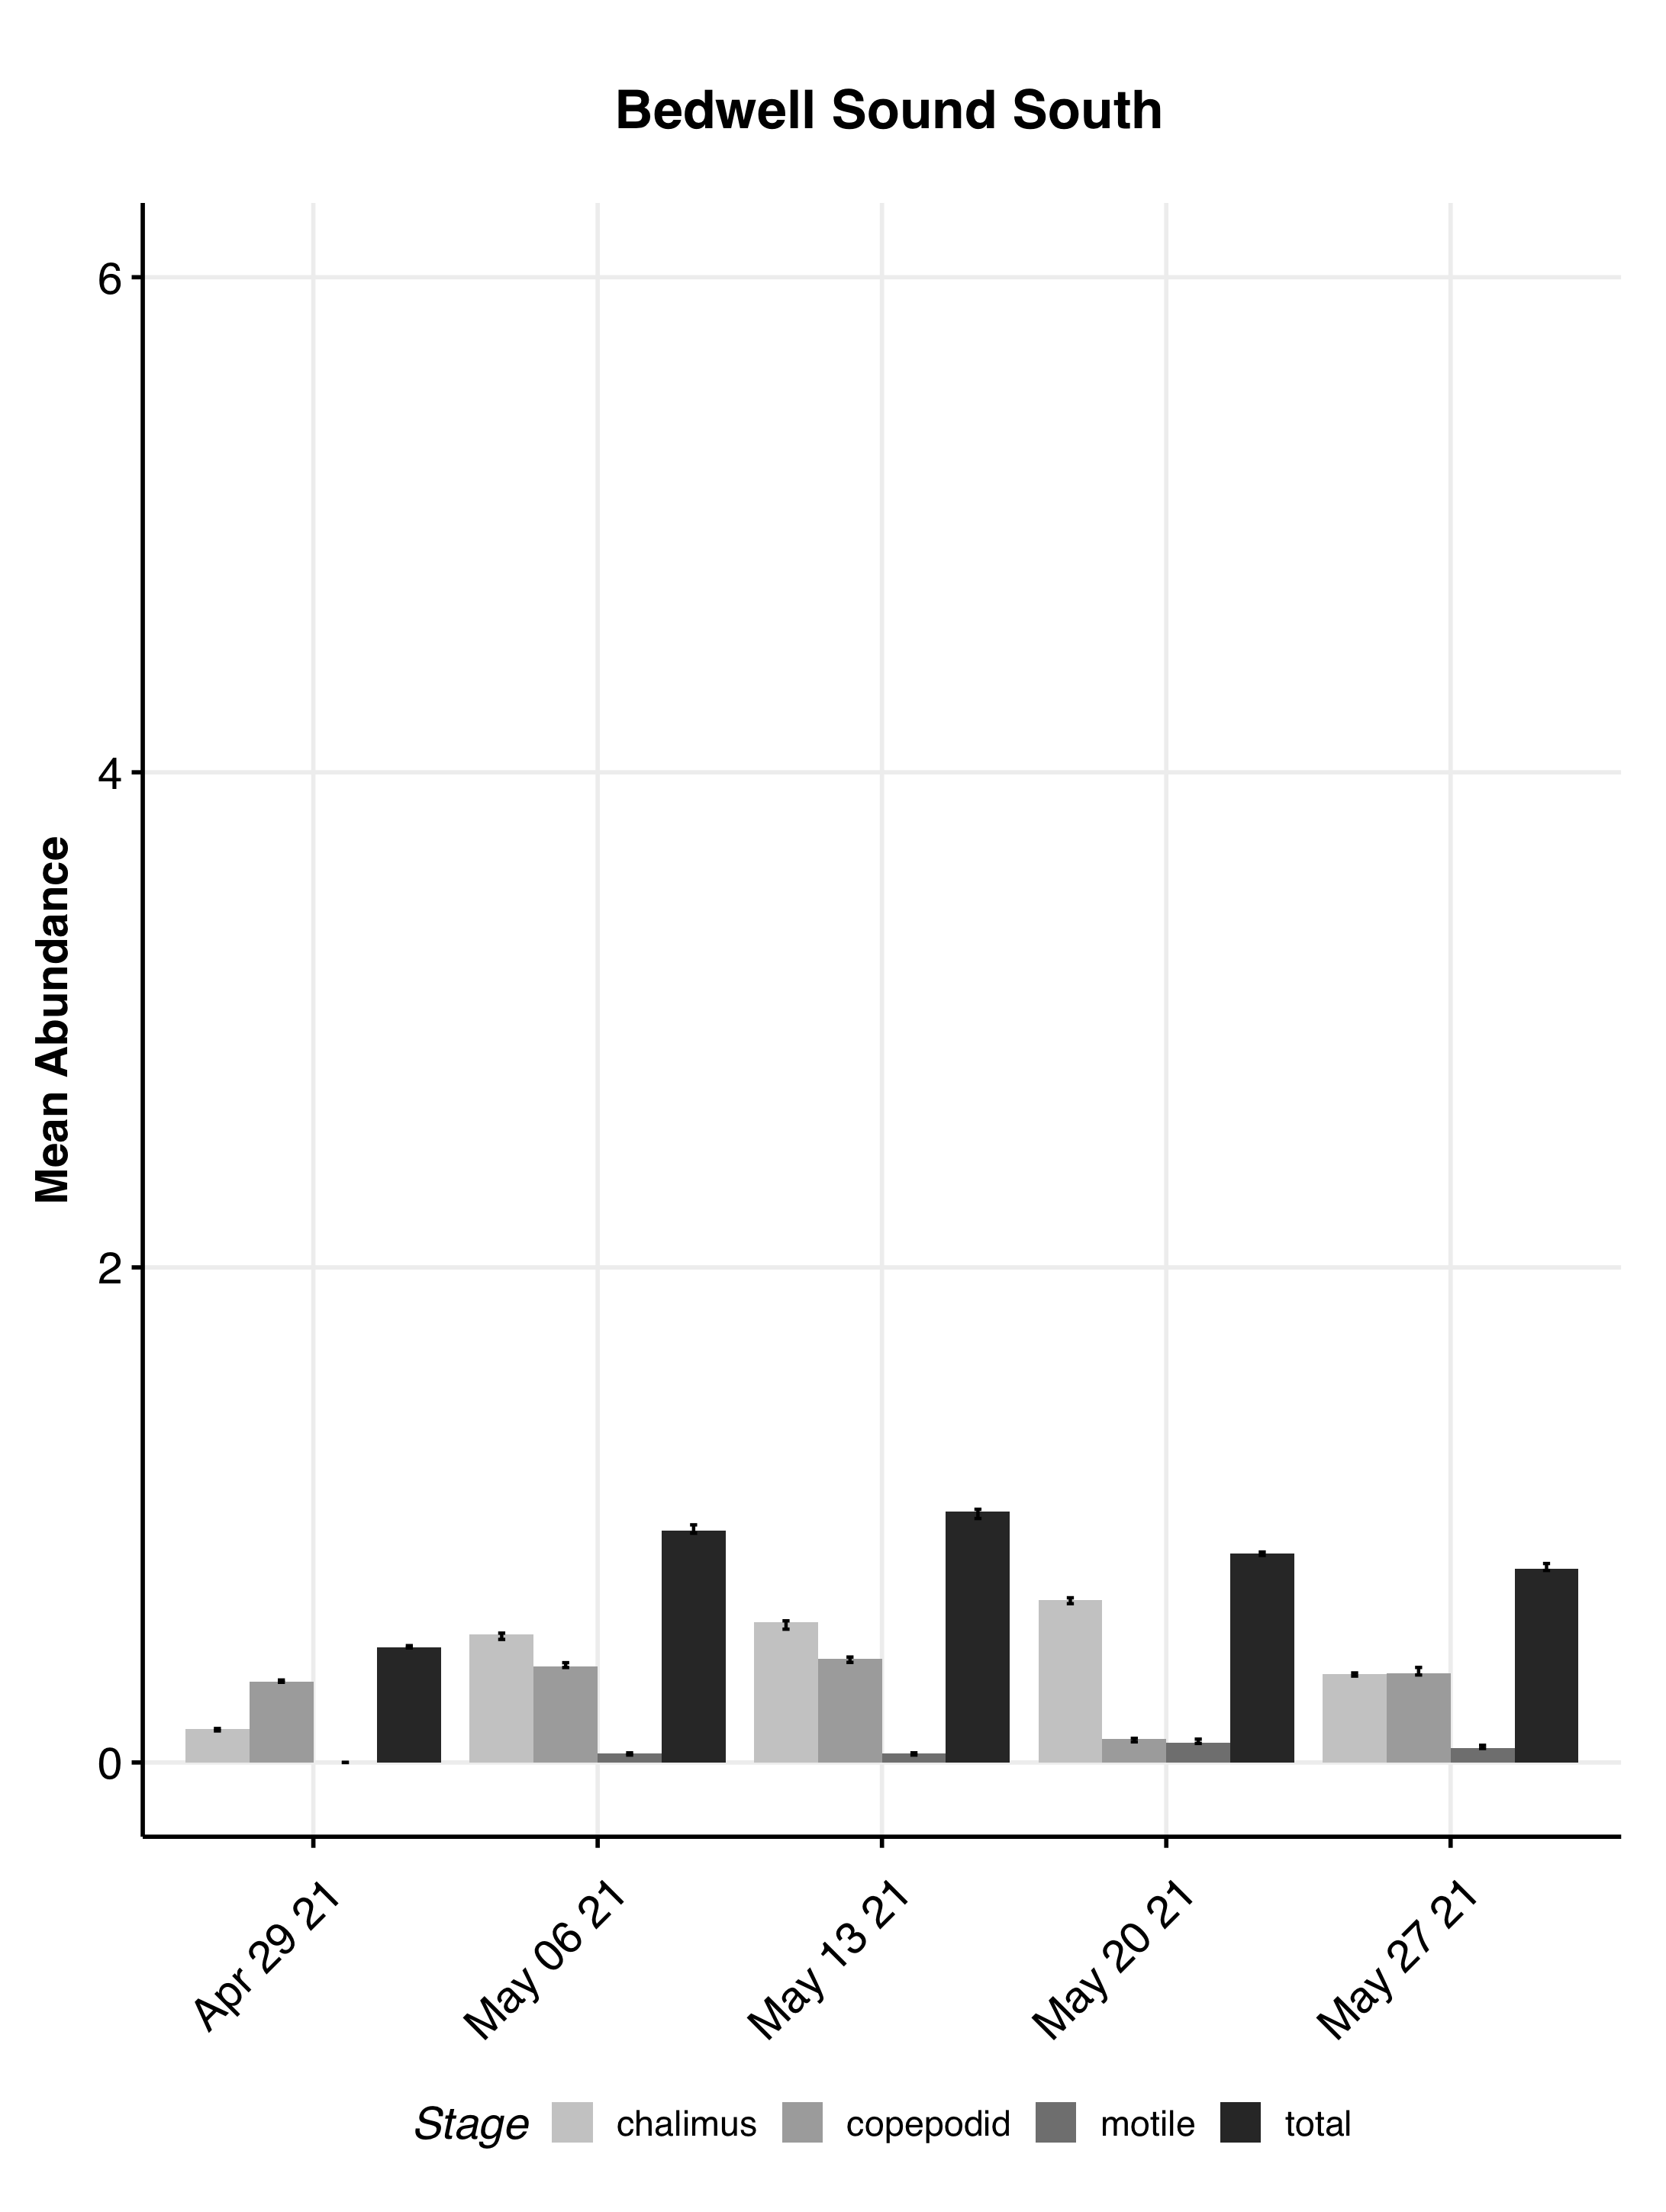 Bedwell Sound South
Mean Abundance
6
4
2
0
Apr 29 21
May 06 21
May 13 21
May 20 21
May 27 21
Stage chalimus copepodid motile total